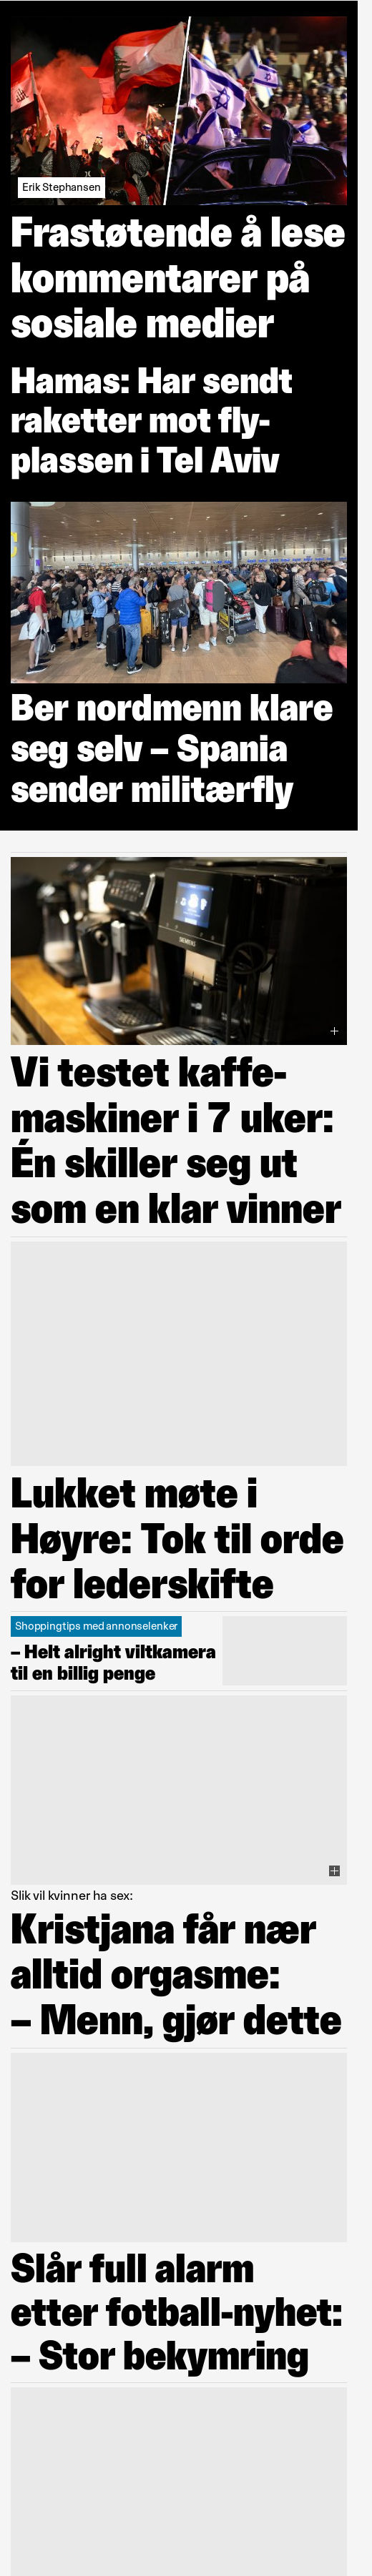 Erik Stephansen
Frastøtende å lese
kommentarer på
sosiale medier
Hamas: Har sendt
raketter mot fly-
plassen i Tel Aviv
Ber nordmenn klare
seg selv – Spania
sender militærfly
SIEMENS
Vi testet kaffe-
maskiner i 7 uker:
Én skiller seg ut
som en klar vinner
Lukket møte i
Høyre: Tok til orde
for lederskifte
Shoppingtips med annonselenker
– Helt alright viltkamera
til en billig penge
Slik vil kvinner ha sex:
Kristjana får nær
alltid orgasme:
– Menn, gjør dette
Slår full alarm
etter fotball-nyhet:
– Stor bekymring